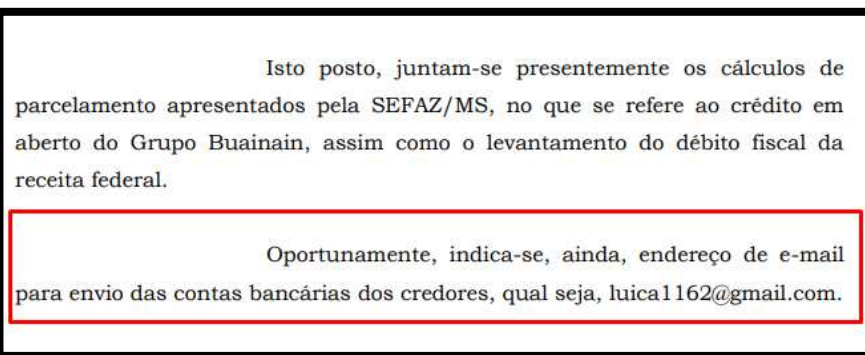 Isto posto, juntam-se presentemente os cálculos de
parcelamento apresentados pela SEFAZ/MS, no que se refere ao crédito em
aberto do Grupo Buainain, assim como o levantamento do débito fiscal da
receita federal.
Oportunamente, indica-se, ainda, endereço de e-mail
para envio das contas bancárias dos credores, qual seja, luica1162@gmail.com.